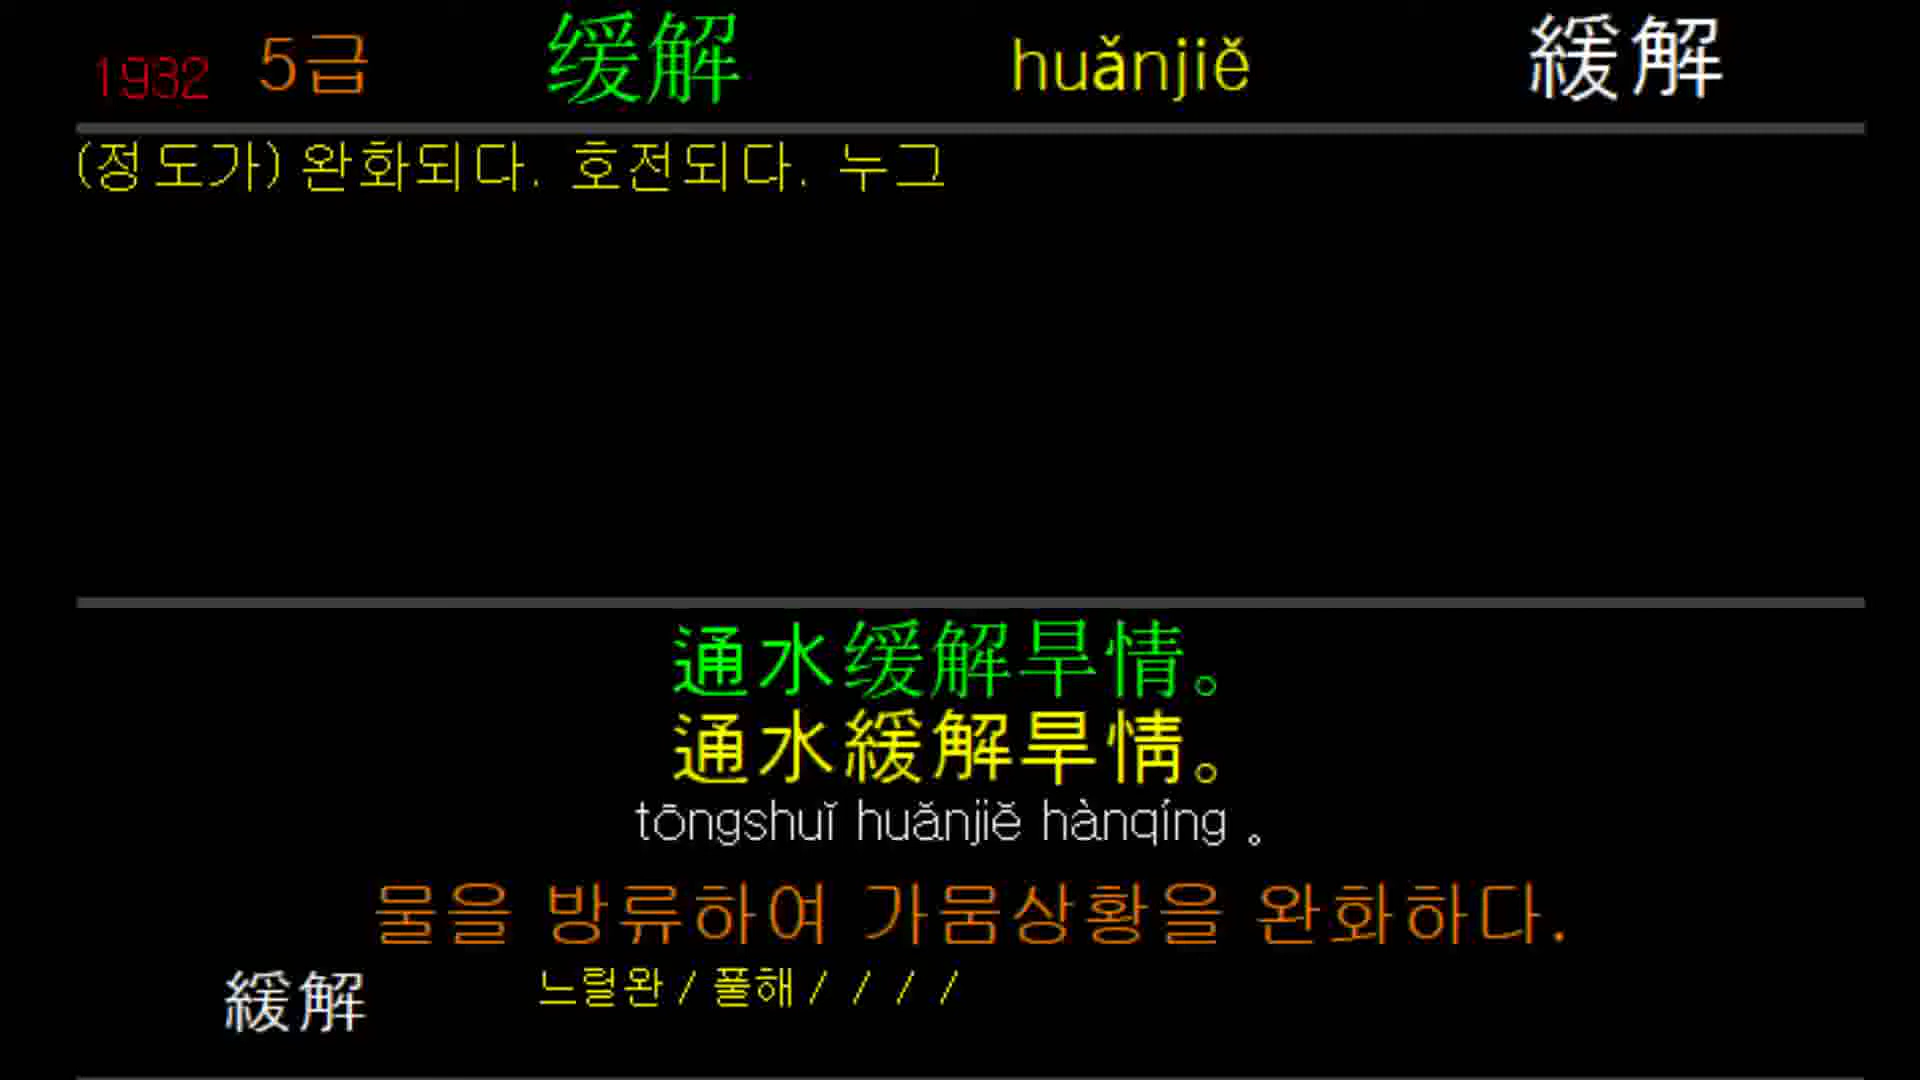 1932 5급 缓解 huǎnjiě 緩解
(정도가) 완화되다. 호전되다. 누그
通水缓解旱情。
通水緩解旱情。
tōngshuǐ huǎnjiě hànqíng 。
물을 방류하여 가뭄상황을 완화하다.
緩解 느릴완 / 풀해 / / / /